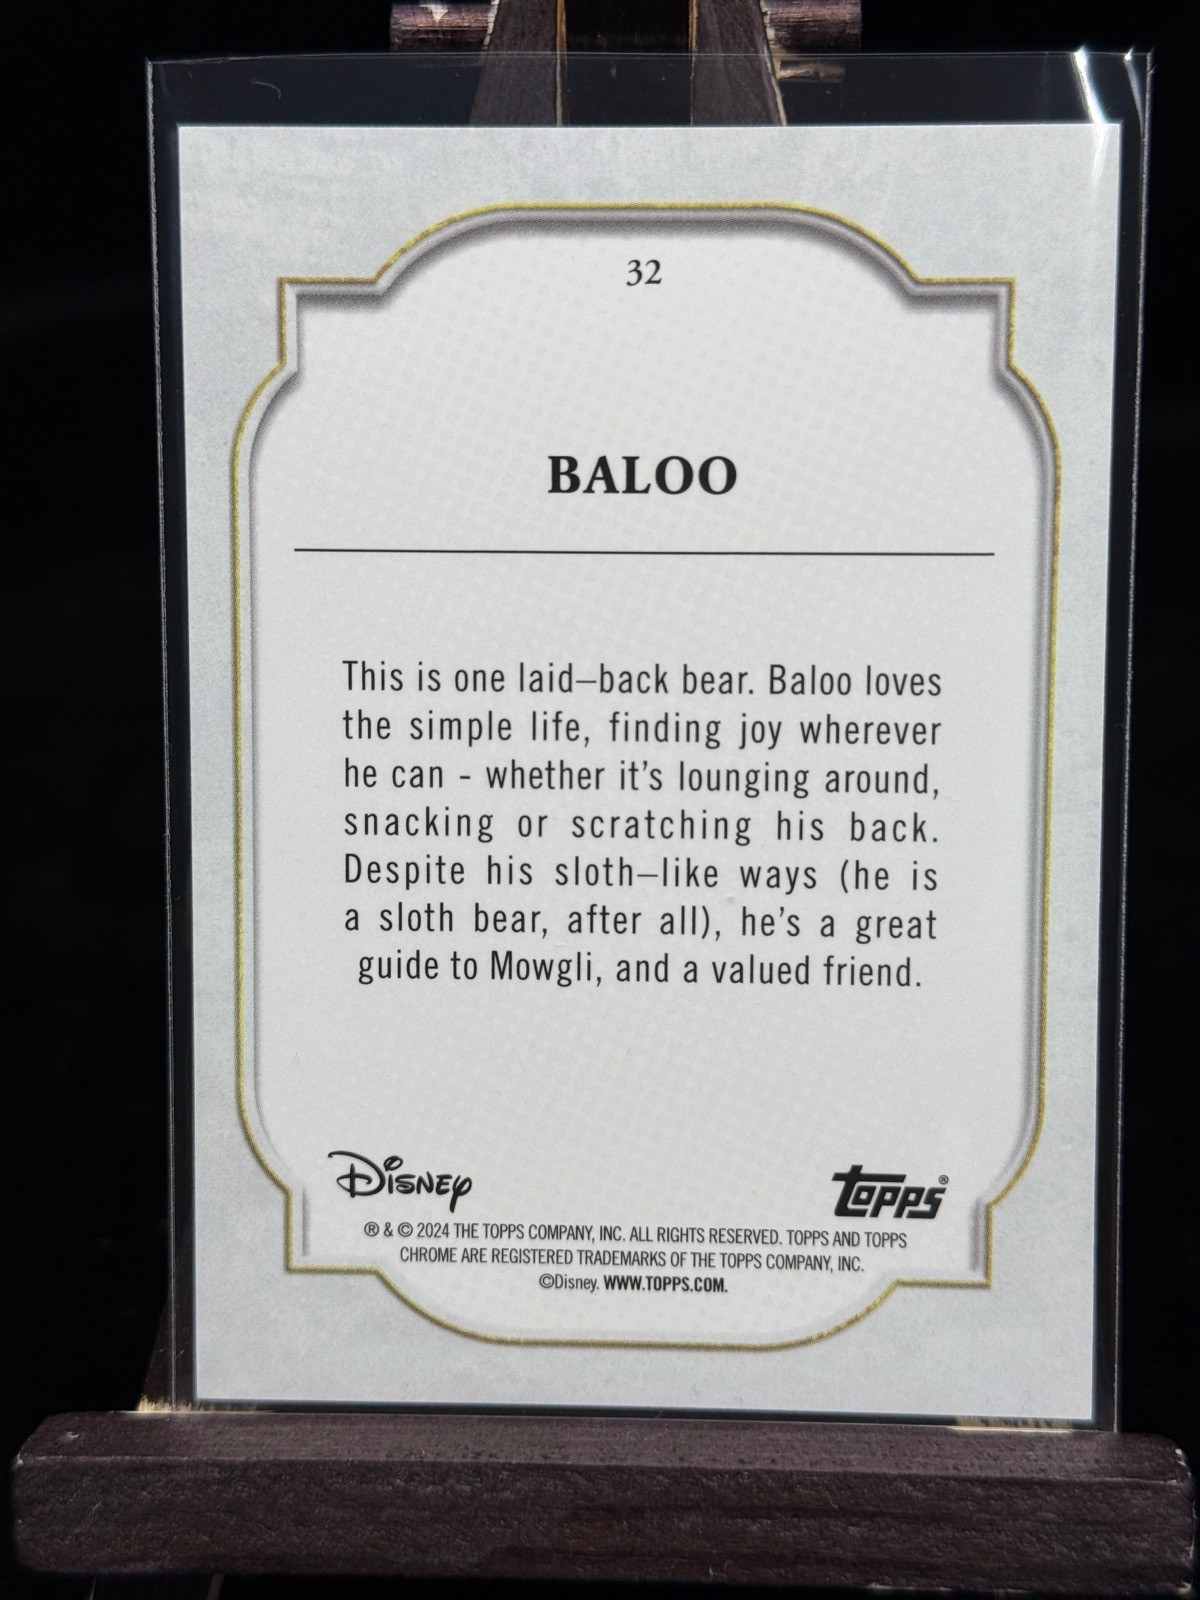 32
BALOO
This is one laid–back bear. Baloo loves
the simple life, finding joy wherever
he can - whether it's lounging around,
snacking or scratching his back.
Despite his sloth–like ways (he is
a sloth bear, after all), he's a great
guide to Mowgli, and a valued friend.
Disney
topps®
® & © 2024 THE TOPPS COMPANY, INC. ALL RIGHTS RESERVED. TOPPS AND TOPPS
CHROME ARE REGISTERED TRADEMARKS OF THE TOPPS COMPANY, INC.
©Disney. WWW.TOPPS.COM.